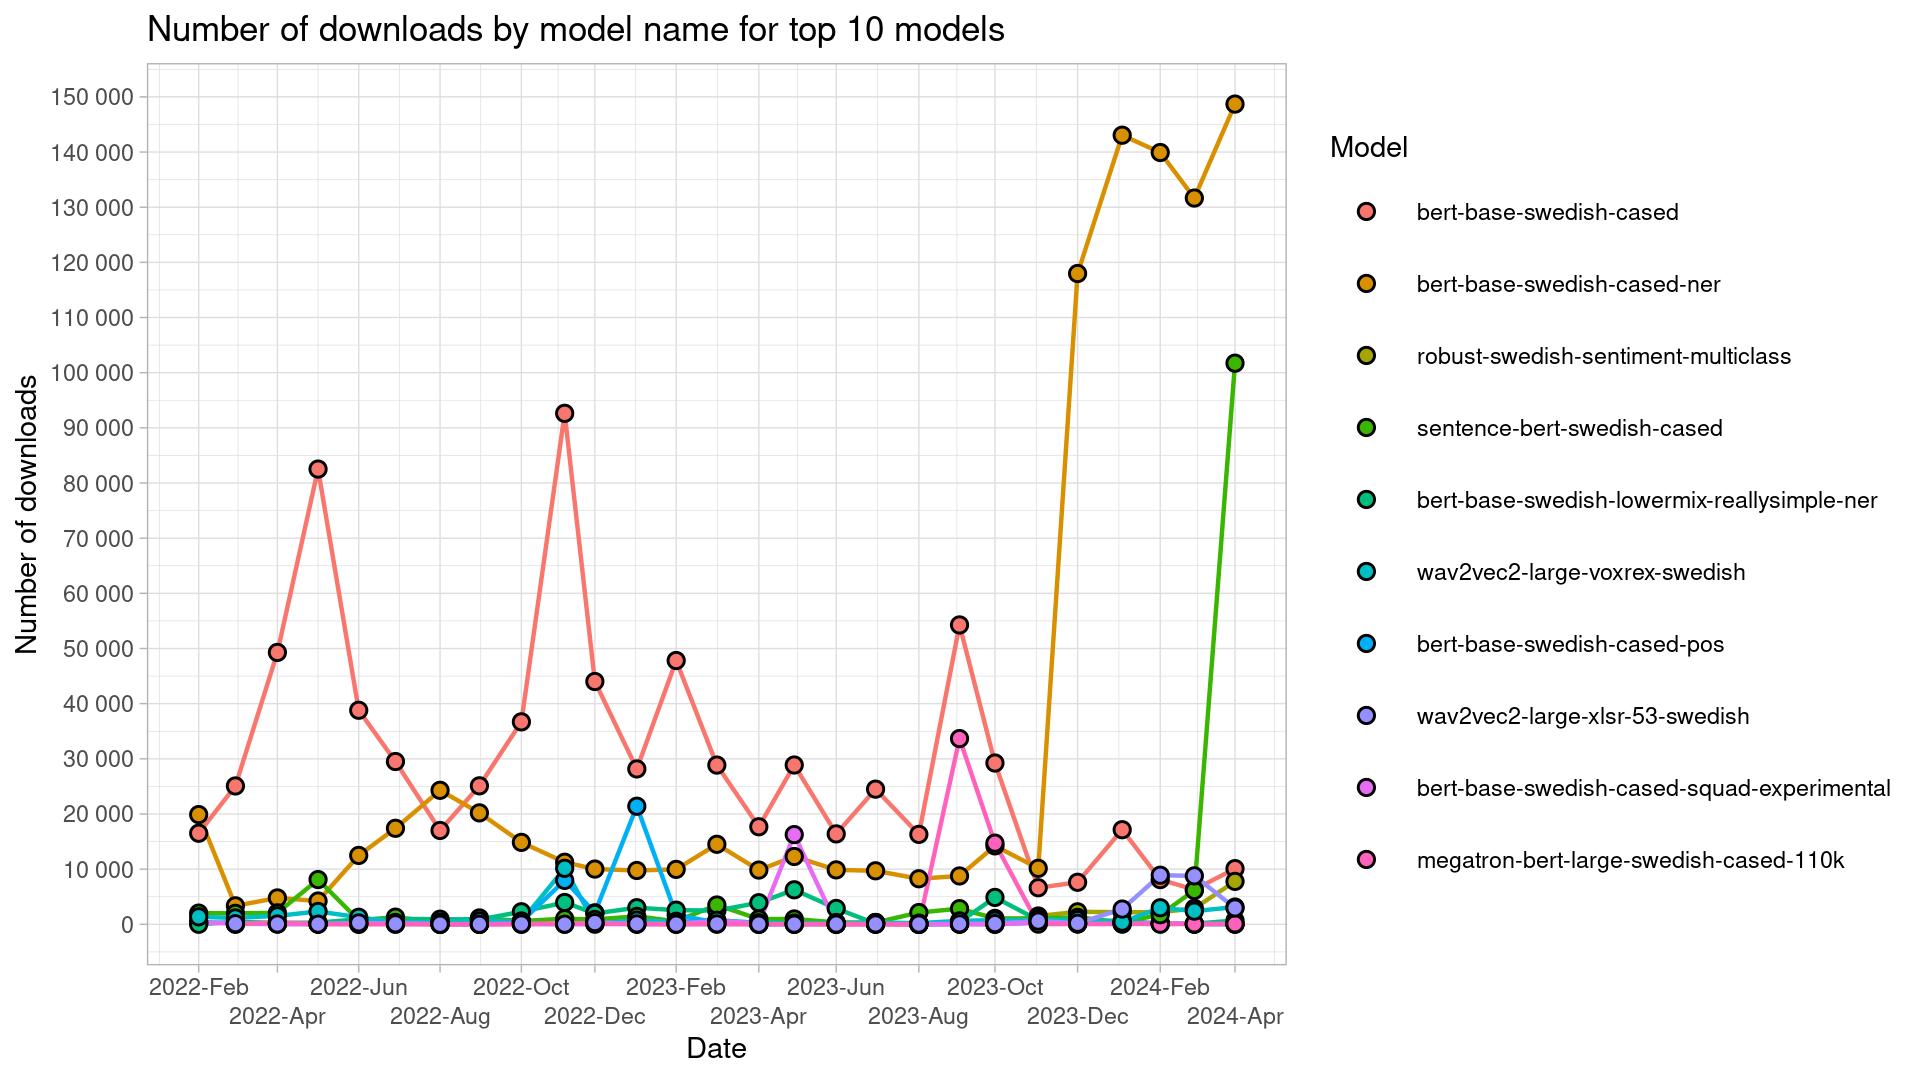 Number of downloads by model name for top 10 models
Number of downloads
150 000
140 000
130 000
120 000
110 000
100 000
90 000
80 000
70 000
60 000
50 000
40 000
30 000
20 000
10 000
0
2022-Feb
2022-Apr
2022-Jun
2022-Aug
2022-Oct
2022-Dec
2023-Feb
2023-Apr
2023-Jun
2023-Aug
2023-Oct
2023-Dec
2024-Feb
2024-Apr
Date
Model
bert-base-swedish-cased
bert-base-swedish-cased-ner
robust-swedish-sentiment-multiclass
sentence-bert-swedish-cased
bert-base-swedish-lowermix-reallysimple-ner
wav2vec2-large-voxrex-swedish
bert-base-swedish-cased-pos
wav2vec2-large-xlsr-53-swedish
bert-base-swedish-cased-squad-experimental
megatron-bert-large-swedish-cased-110k